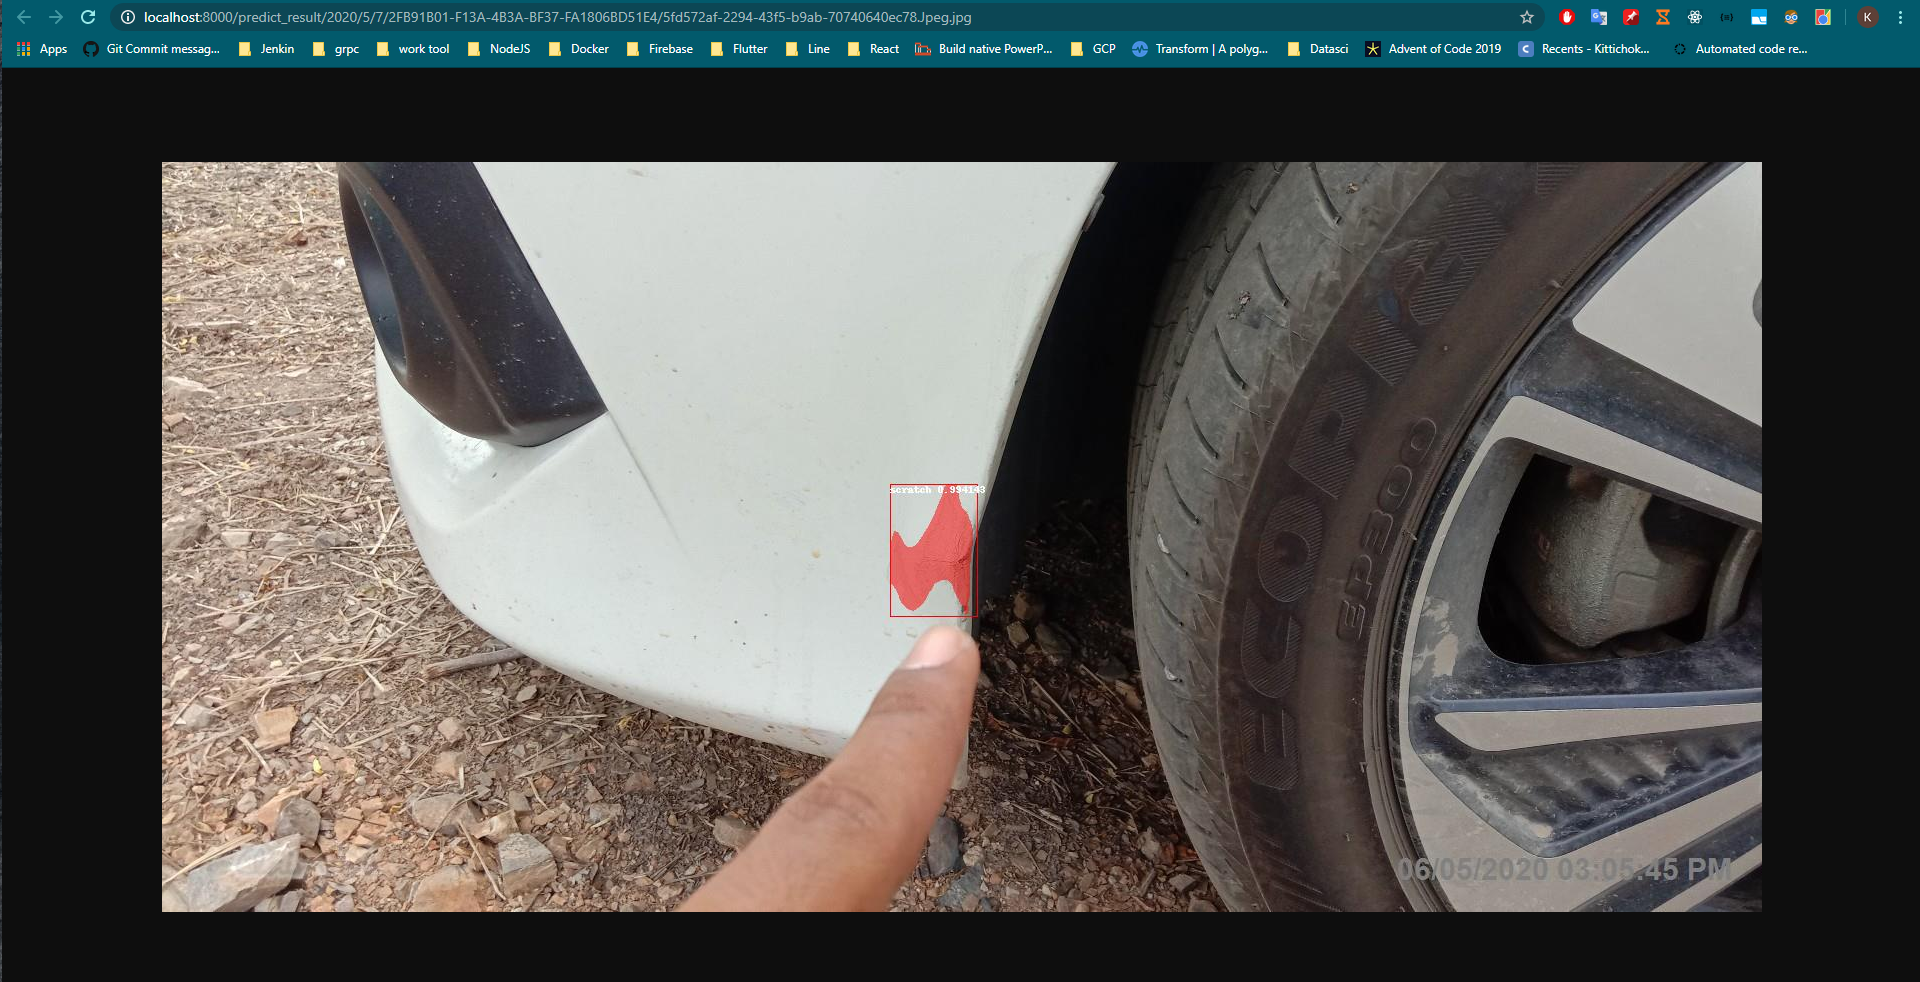 localhost:8000/predict_result/2020/5/7/2FB91B01-F13A-4B3A-BF37-FA1806BD51E4/5fd572af-2294-43f5-b9ab-70740640ec78.Jpeg.jpg
K
Apps
Git Commit messag...
Jenkin
grpc
work tool
NodeJS
Docker
Firebase
Flutter
Line
React
Build native PowerP...
GCP
Transform | A polyg...
Datasci
Advent of Code 2019
C
Recents - Kittichok...
Automated code re...
scratch 0.994143
ECOPIA
EP300
06/05/2020 03:05:45 PM